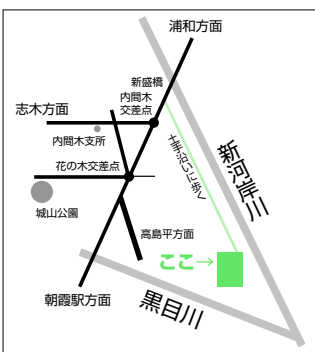 浦和方面
新盛橋
内間木
交差点
志木方面
内間木支所
土手沿いに歩く
新河岸川
花の木交差点
城山公園
高島平方面
ここ→
朝霞駅方面
黒目川